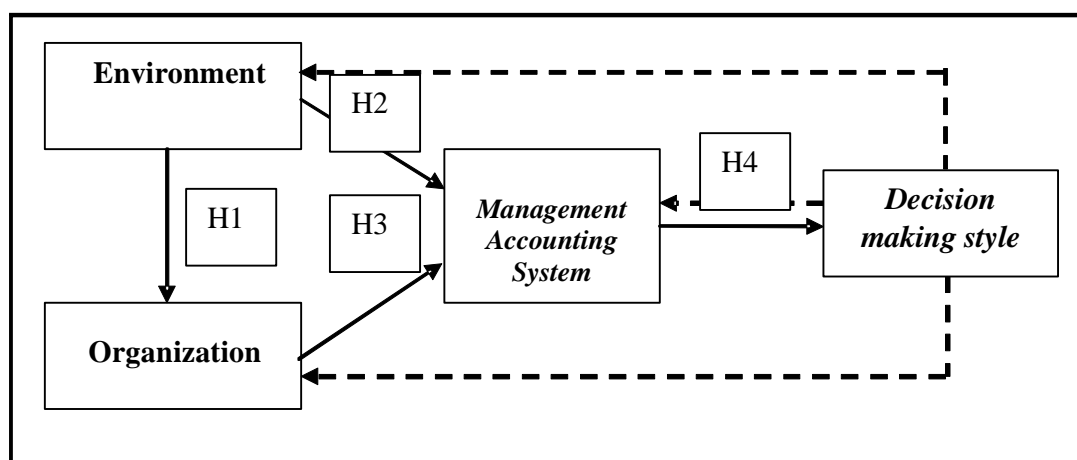 Environment
H2
H4
H1
H3
Management
Accounting
System
Decision
making style
Organization